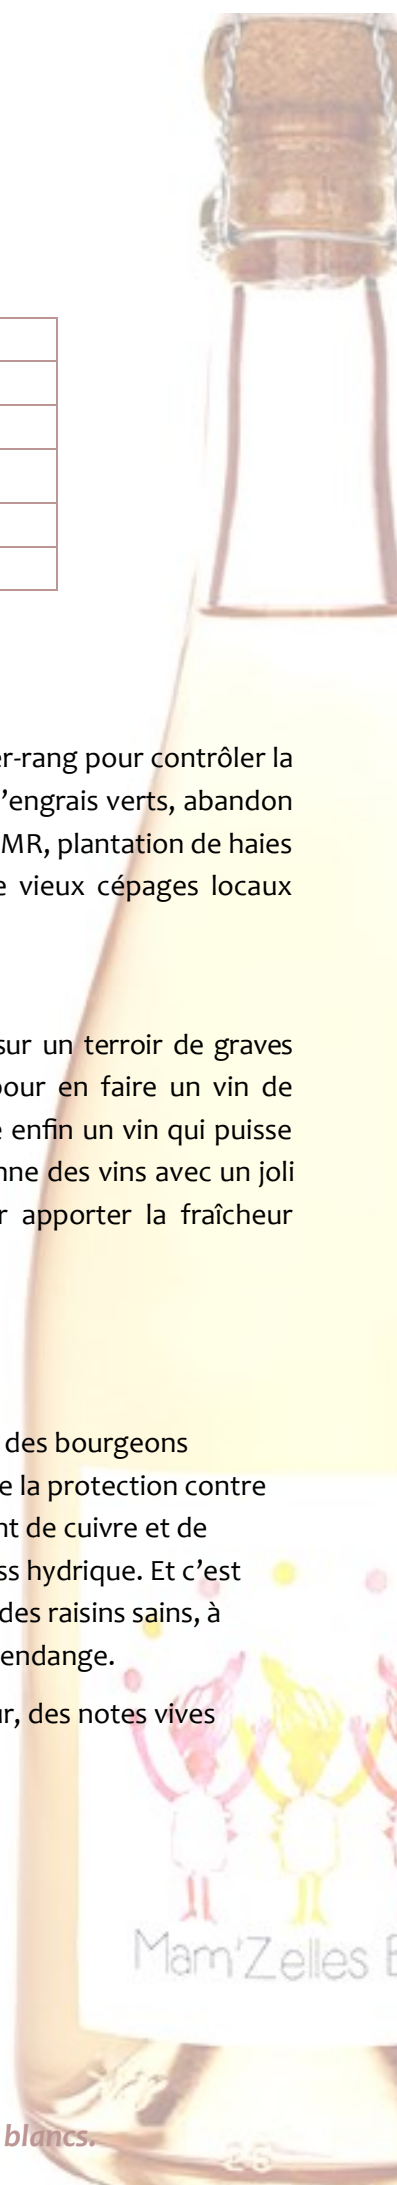 er-rang pour contrôler la
'engrais verts, abandon
MR, plantation de haies
e vieux cépages locaux
sur un terroir de graves
pour en faire un vin de
e enfin un vin qui puisse
nne des vins avec un joli
r apporter la fraîcheur
des bourgeons
e la protection contre
nt de cuivre et de
ss hydrique. Et c'est
des raisins sains, à
endange.
ur, des notes vives
Mam'Zelles B
blancs.